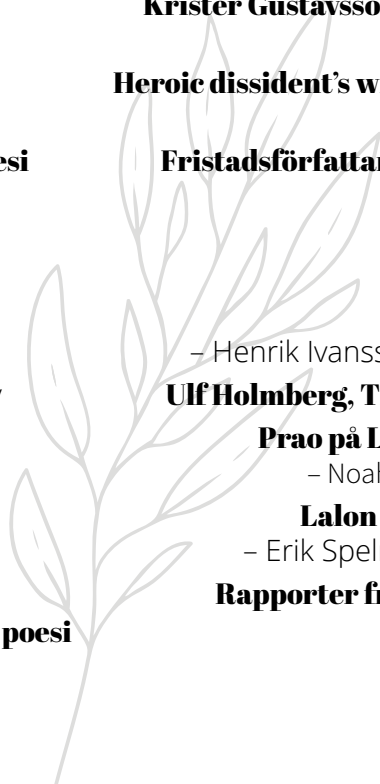 esi
poesi
Krister Gustavsso
Heroic dissident’s w
Fristadsförfattar
– Henrik Ivanss
Ulf Holmberg, T
Prao på L
– Noah
Lalon
– Erik Spel
Rapporter fr